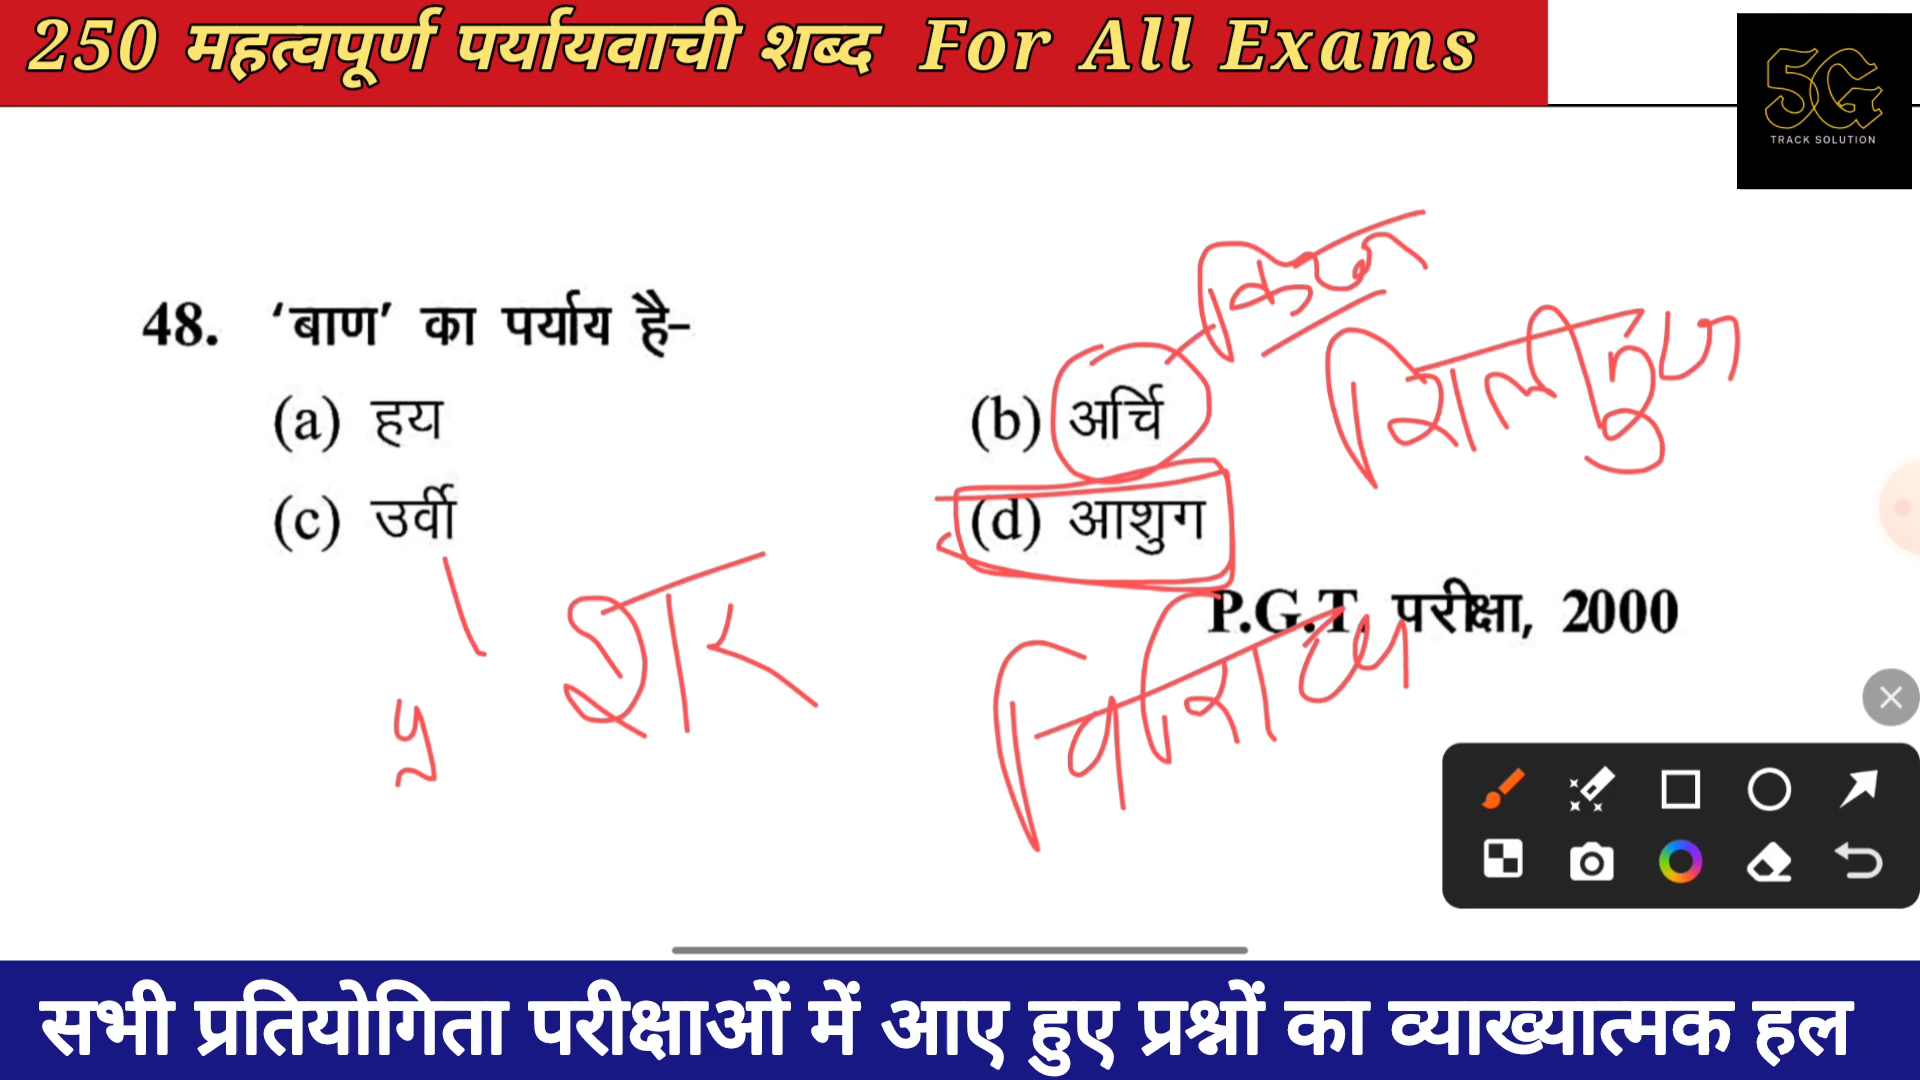 250 महत्वपूर्ण पर्यायवाची शब्द For All Exams
5G
TRACK SOLUTION
48. ‘बाण’ का पर्याय है-
(a) हय
(b) अर्चि
(c) उर्वी
(d) आशुग
P.G.T. परीक्षा, 2000
शर
सभी प्रतियोगिता परीक्षाओं में आए हुए प्रश्नों का व्याख्यात्मक हल